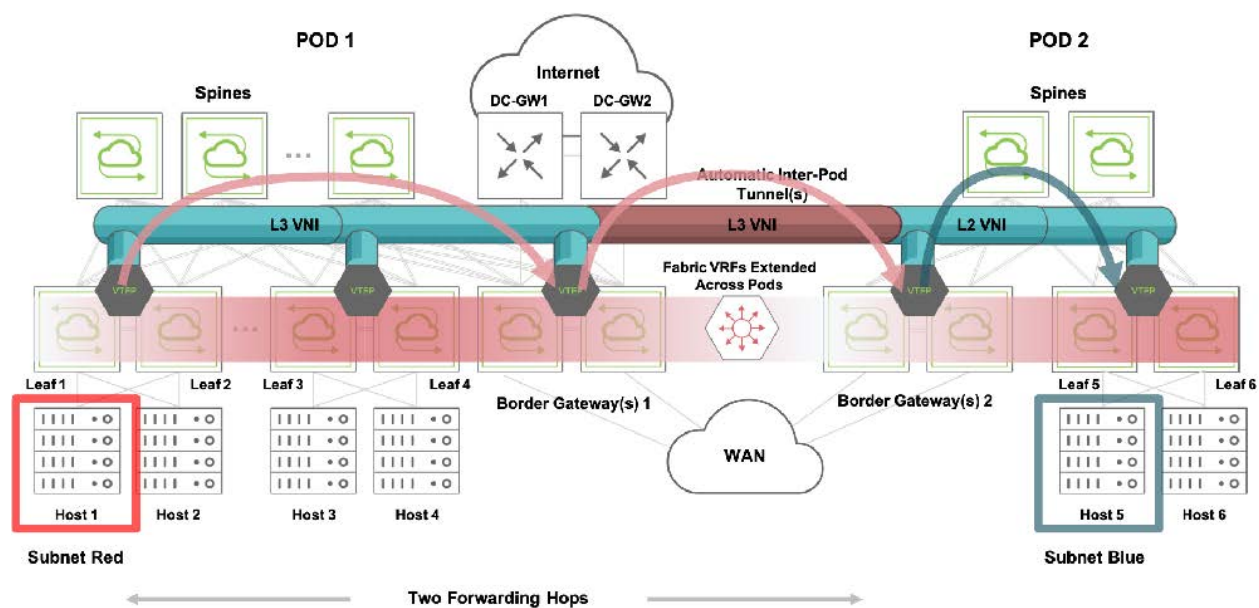 POD 1
POD 2
Internet
Spines
DC-GW1
DC-GW2
Spines
Automatic Inter-Pod
Tunnel(s)
L3 VNI
L3 VNI
L2 VNI
Fabric VRFs Extended
Across Pods
VTEP
VTEP
VTEP
VTEP
VTEP
Leaf 1
Leaf 2
Leaf 3
Leaf 4
Border Gateway(s) 1
Border Gateway(s) 2
Leaf 5
Leaf 6
WAN
Host 1
Host 2
Host 3
Host 4
Host 5
Host 6
Subnet Red
Subnet Blue
Two Forwarding Hops